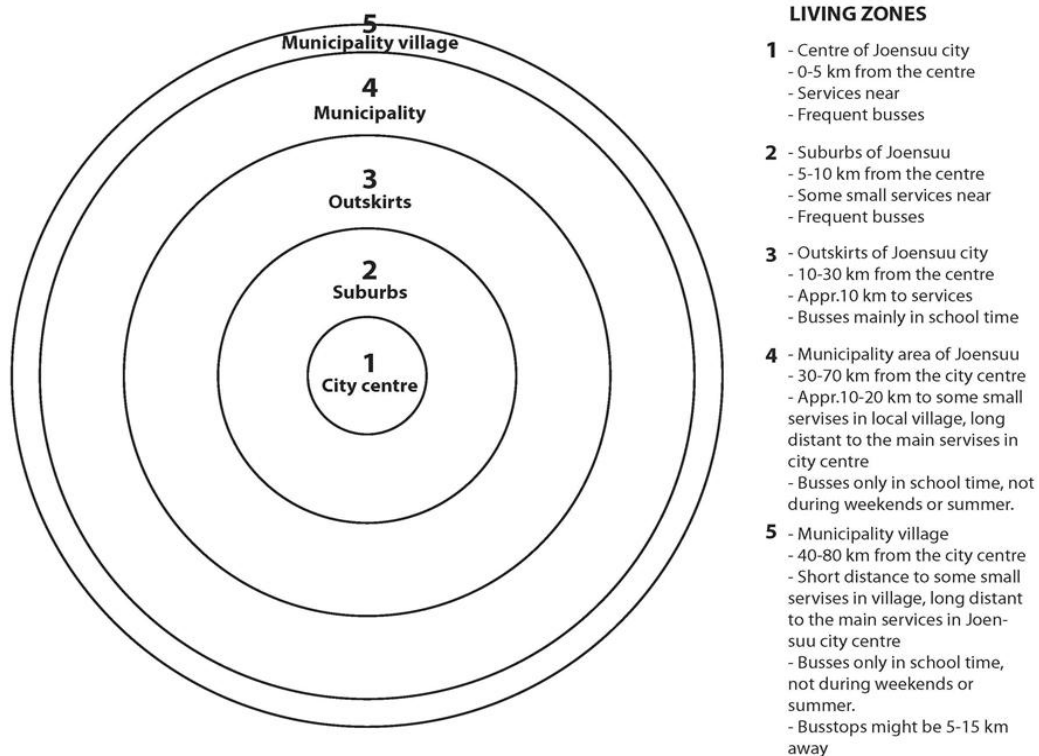 5
Municipality village
4
Municipality
3
Outskirts
2
Suburbs
1
City centre
LIVING ZONES
1 - Centre of Joensuu city
- 0-5 km from the centre
- Services near
- Frequent busses
2 - Suburbs of Joensuu
- 5-10 km from the centre
- Some small services near
- Frequent busses
3 - Outskirts of Joensuu city
- 10-30 km from the centre
- Appr.10 km to services
- Busses mainly in school time
4 - Municipality area of Joensuu
- 30-70 km from the city centre
- Appr.10-20 km to some small
servises in local village, long
distant to the main servises in
city centre
- Busses only in school time, not
during weekends or summer.
5 - Municipality village
- 40-80 km from the city centre
- Short distance to some small
servises in village, long distant
to the main services in Joen-
suu city centre
- Busses only in school time,
not during weekends or
summer.
- Busstops might be 5-15 km
away